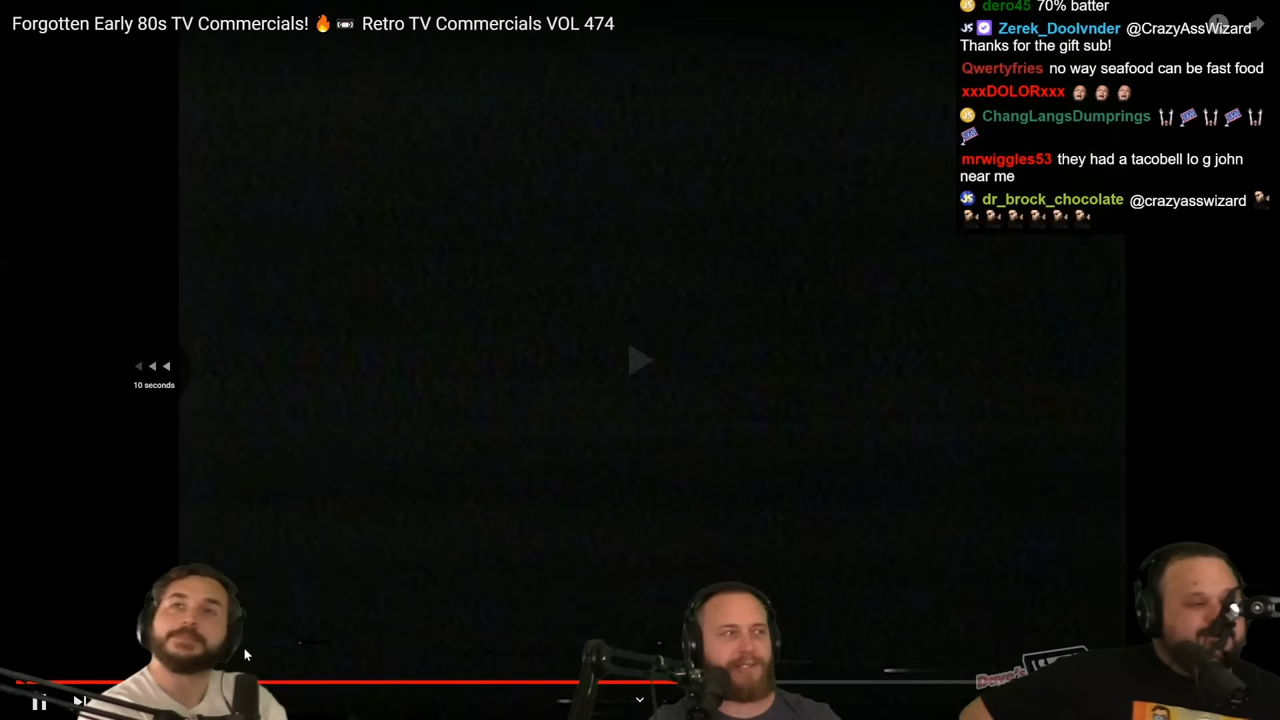 Forgotten Early 80s TV Commercials! 🔥📼 Retro TV Commercials VOL 474
dero45 70% batter
Zerek_Doolvnder @CrazyAssWizard
Thanks for the gift sub!
Qwertyfries no way seafood can be fast food
xxxDOLORxxx
ChangLangsDumprings
mrwiggles53 they had a tacobell lo g john
near me
dr_brock_chocolate @crazyasswizard
10 seconds
Dave's